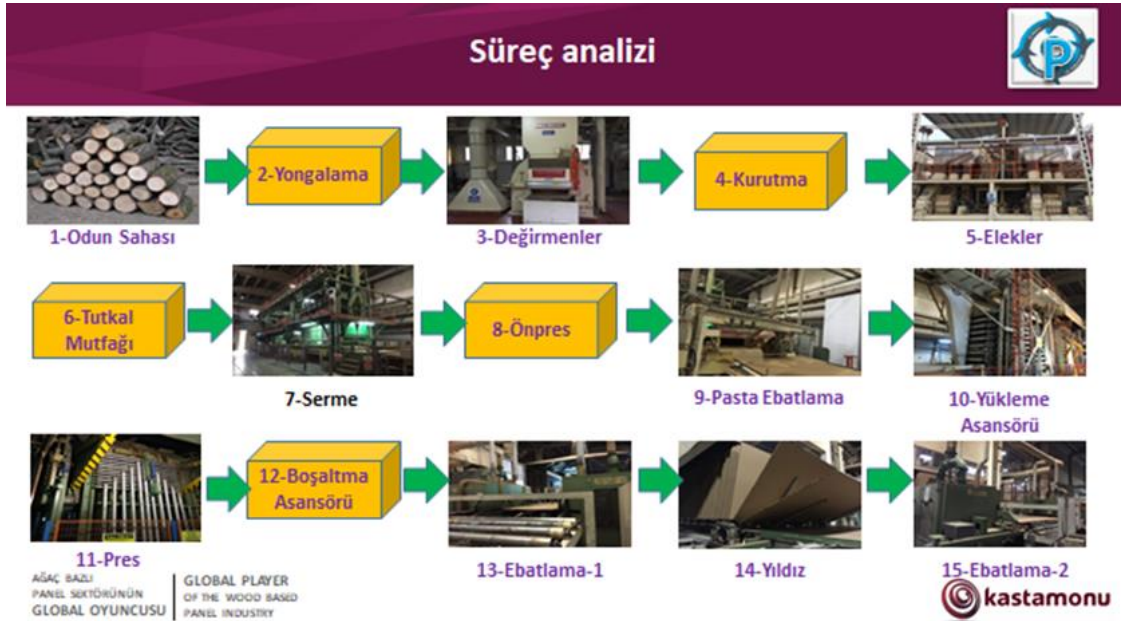 Süreç analizi
P
2-Yongalama
4-Kurutma
1-Odun Sahası
3-Değirmenler
5-Elekler
6-Tutkal
Mutfağı
8-Önpres
7-Serme
9-Pasta Ebatlama
10-Yükleme
Asansörü
12-Boşaltma
Asansörü
11-Pres
13-Ebatlama-1
14-Yıldız
15-Ebatlama-2
AĞAÇ BAZLI
PANEL SEKTÖRÜNÜN
GLOBAL OYUNCUSU
GLOBAL PLAYER
OF THE WOOD BASED
PANEL INDUSTRY
kastamonu